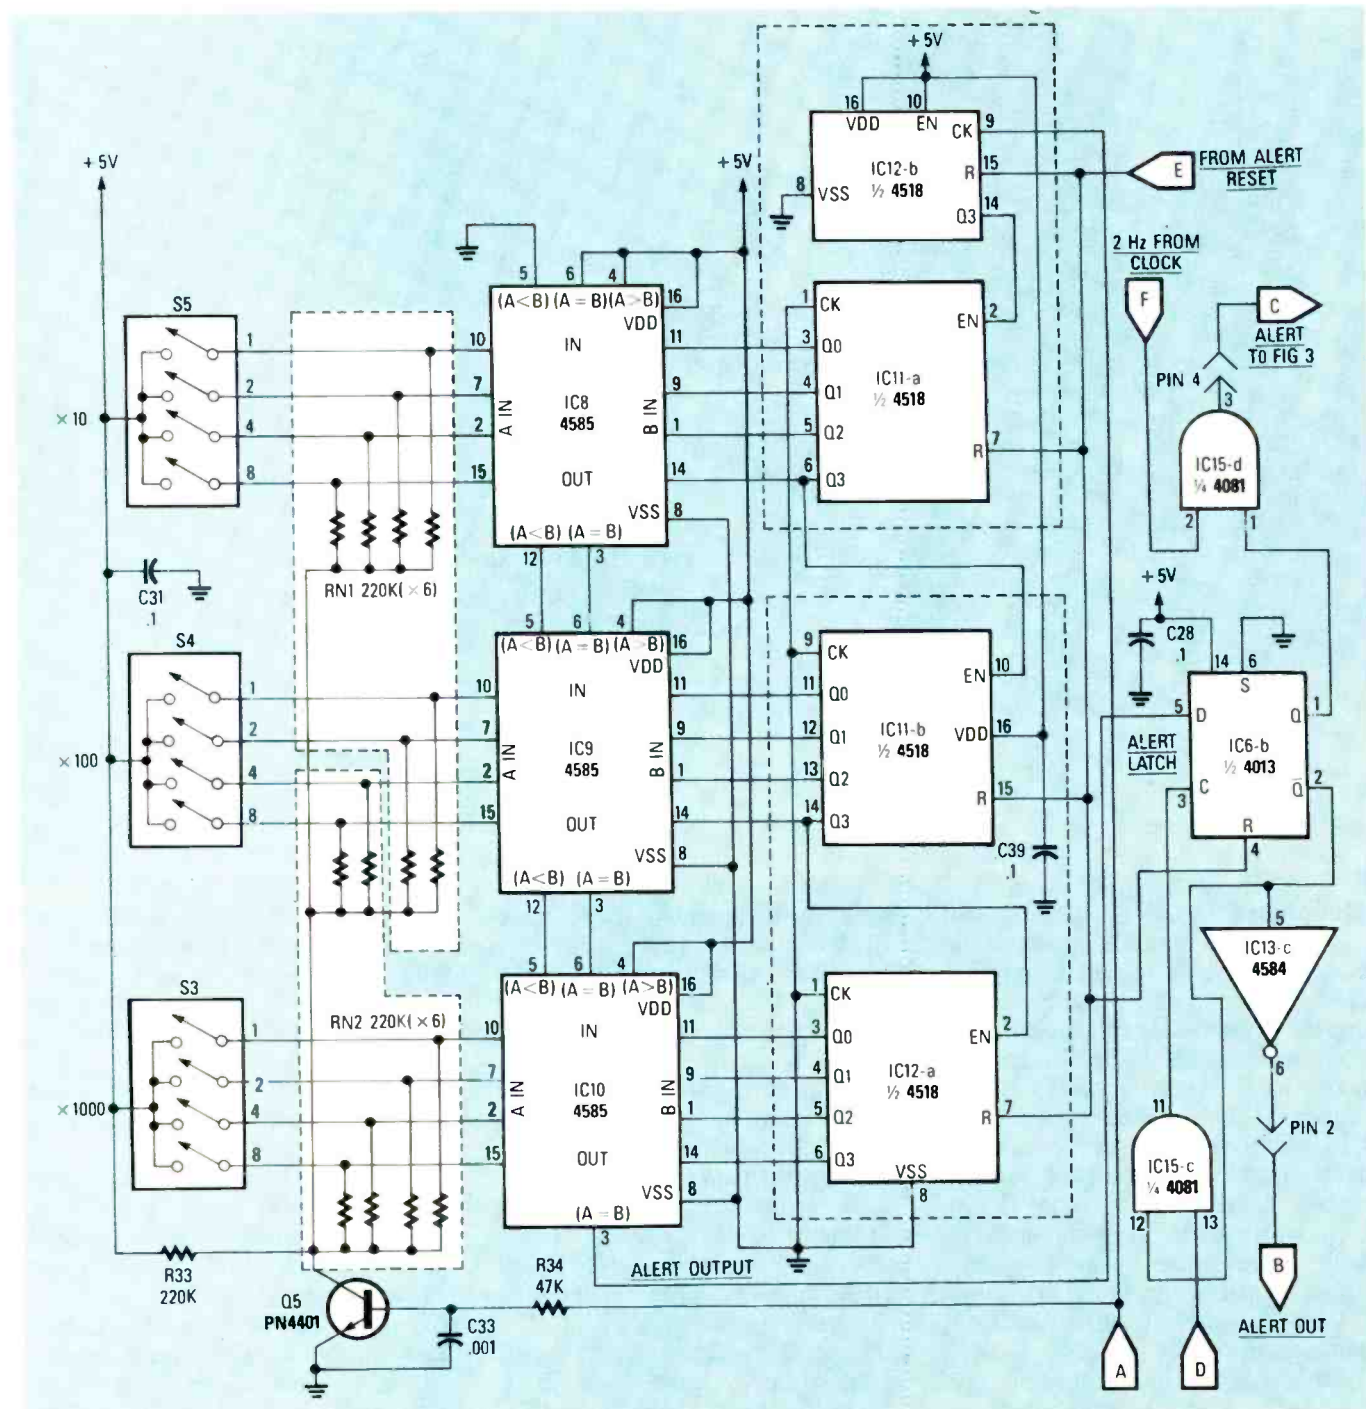 + 5V
16
10
VDD
EN
CK
9
IC12-b
½ 4518
R
15
8
VSS
Q3
14
E
FROM ALERT
RESET
+ 5V
+ 5V
5
6
4
(A<B)
(A = B)
(A>B)
16
VDD
1
CK
EN
2
2 Hz FROM
CLOCK
F
C
ALERT
TO FIG 3
S5
1
2
4
8
× 10
10
7
2
15
A IN
IN
IC8
4585
OUT
B IN
11
9
1
14
VSS
8
(A<B)
(A = B)
12
3
3
Q0
4
Q1
5
Q2
6
Q3
IC11-a
½ 4518
R
7
PIN 4
3
IC15-d
¼ 4081
2
1
RN1 220K(×6)
C31
.1
+ 5V
C28
.1
S4
1
2
4
8
× 100
5
6
4
(A<B)
(A = B)
(A>B)
16
VDD
10
7
2
15
A IN
IN
IC9
4585
OUT
B IN
11
9
1
14
VSS
8
(A<B)
(A = B)
12
3
9
CK
11
Q0
12
Q1
13
Q2
14
Q3
IC11-b
½ 4518
EN
10
VDD
16
R
15
C39
.1
14
6
S
5
D
Q
1
ALERT
LATCH
IC6-b
½ 4013
3
C
Q̅
2
R
4
5
IC13-c
4584
6
PIN 2
S3
1
2
4
8
× 1000
RN2 220K(×6)
5
6
4
(A<B)
(A = B)
(A>B)
16
VDD
10
7
2
15
A IN
IN
IC10
4585
OUT
B IN
11
9
1
14
VSS
8
(A = B)
3
1
CK
3
Q0
4
Q1
5
Q2
6
Q3
IC12-a
½ 4518
EN
2
R
7
VSS
8
11
IC15-c
¼ 4081
12
13
R33
220K
Q5
PN4401
C33
.001
R34
47K
ALERT OUTPUT
A
D
B
ALERT OUT